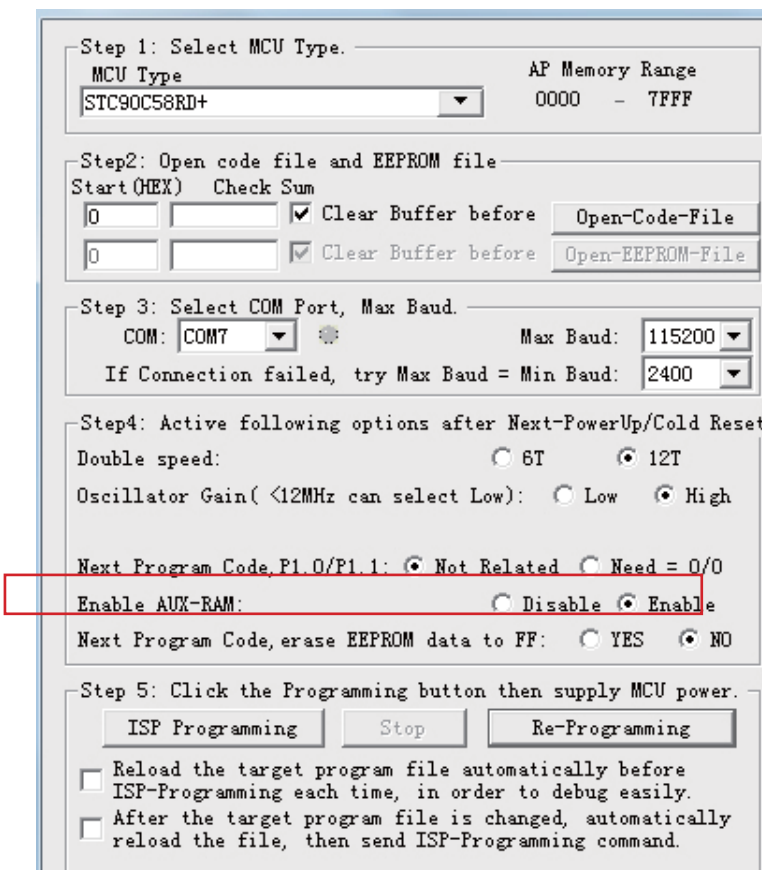 Step 1: Select MCU Type.
MCU Type AP Memory Range
STC90C58RD+ 0000 - 7FFF
Step2: Open code file and EEPROM file
Start(HEX) Check Sum
0 Clear Buffer before Open-Code-File
0 Clear Buffer before Open-EEPROM-File
Step 3: Select COM Port, Max Baud.
COM: COM7 Max Baud: 115200
If Connection failed, try Max Baud = Min Baud: 2400
Step4: Active following options after Next-PowerUp/Cold Reset
Double speed: 6T 12T
Oscillator Gain( <12MHz can select Low): Low High
Next Program Code,P1.0/P1.1: Not Related Need = 0/0
Enable AUX-RAM: Disable Enable
Next Program Code,erase EEPROM data to FF: YES NO
Step 5: Click the Programming button then supply MCU power.
ISP Programming Stop Re-Programming
Reload the target program file automatically before
ISP-Programming each time, in order to debug easily.
After the target program file is changed, automatically
reload the file, then send ISP-Programming command.